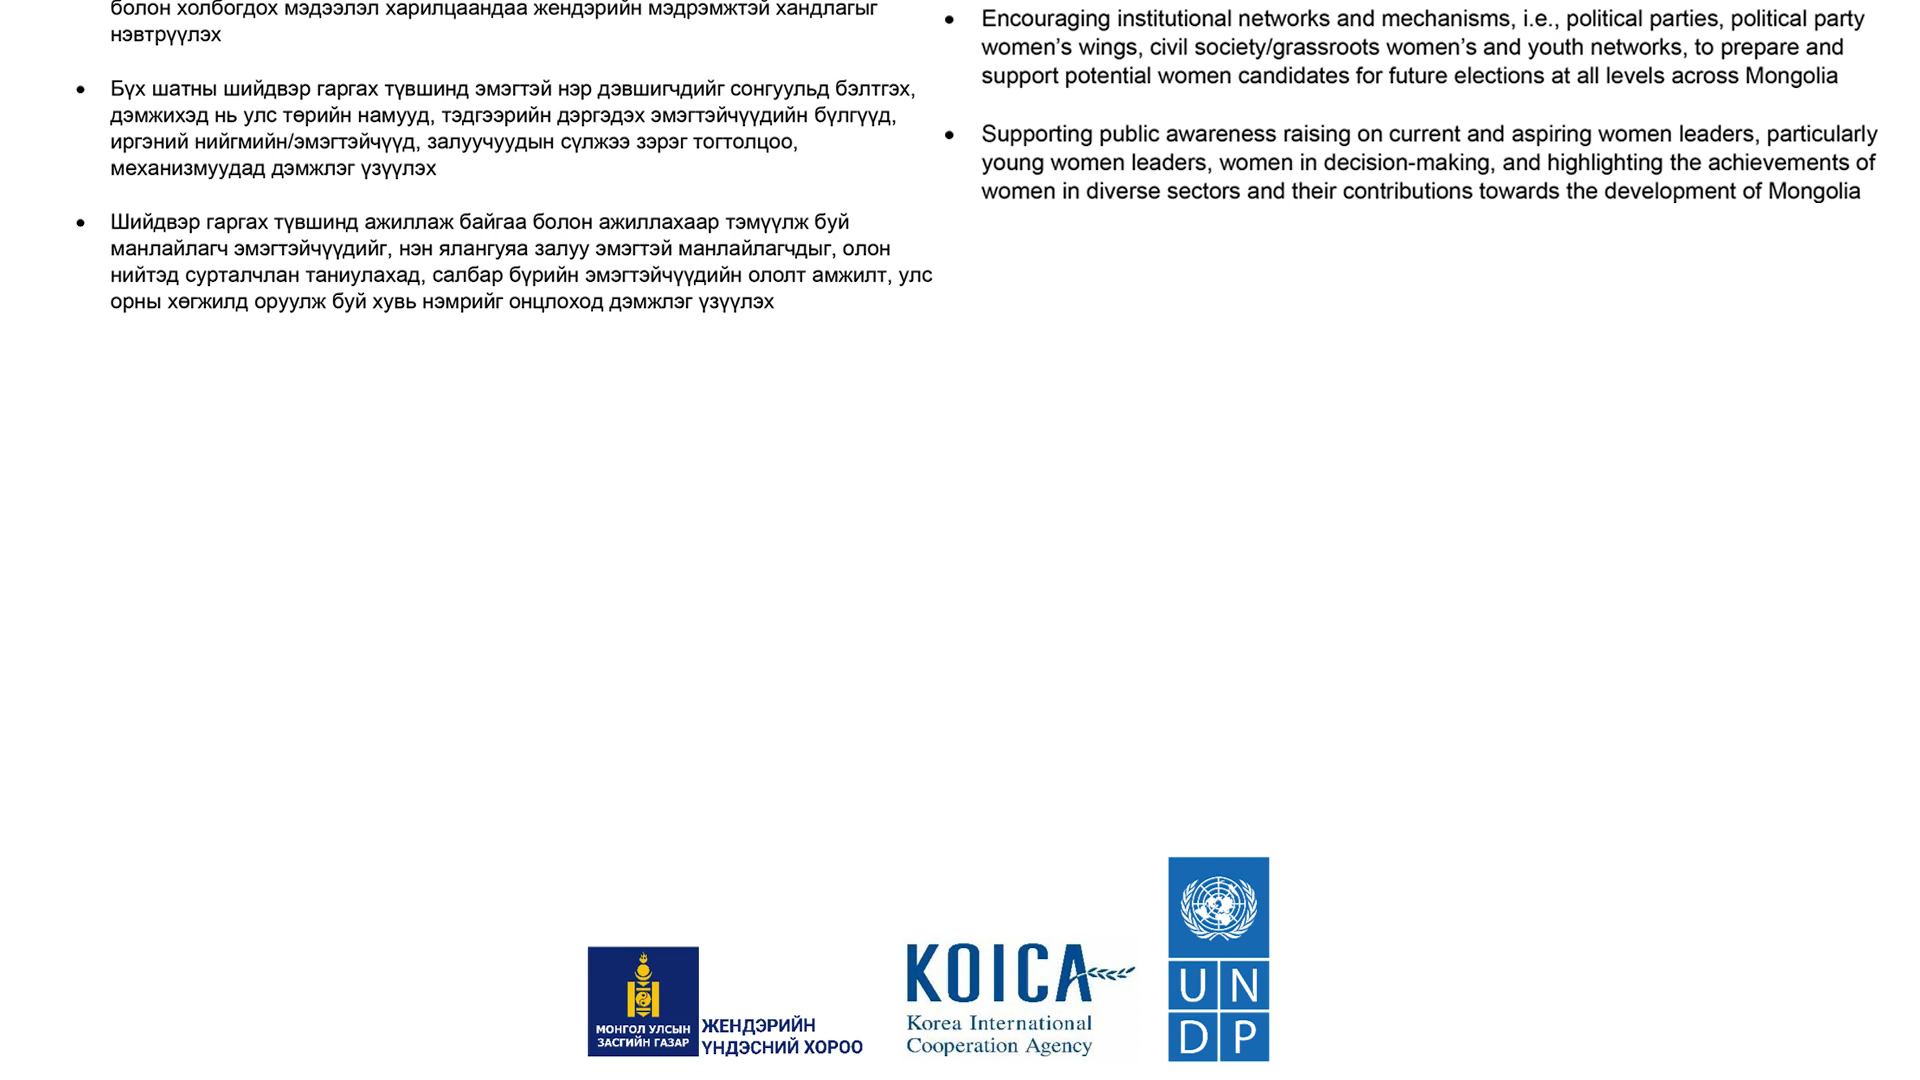 болон холбогдох мэдээлэл харилцаандаа жендэрийн мэдрэмжтэй хандлагыг
нэвтрүүлэх
• Бүх шатны шийдвэр гаргах түвшинд эмэгтэй нэр дэвшигчдийг сонгуульд бэлтгэх,
дэмжихэд нь улс төрийн намууд, тэдгээрийн дэргэдэх эмэгтэйчүүдийн бүлгүүд,
иргэний нийгмийн/эмэгтэйчүүд, залуучуудын сүлжээ зэрэг тогтолцоо,
механизмуудад дэмжлэг үзүүлэх
• Шийдвэр гаргах түвшинд ажиллаж байгаа болон ажиллахаар тэмүүлж буй
манлайлагч эмэгтэйчүүдийг, нэн ялангуяа залуу эмэгтэй манлайлагчдыг, олон
нийтэд сурталчлан таниулахад, салбар бүрийн эмэгтэйчүүдийн ололт амжилт, улс
орны хөгжилд оруулж буй хувь нэмрийг онцлоход дэмжлэг үзүүлэх
• Encouraging institutional networks and mechanisms, i.e., political parties, political party
women’s wings, civil society/grassroots women’s and youth networks, to prepare and
support potential women candidates for future elections at all levels across Mongolia
• Supporting public awareness raising on current and aspiring women leaders, particularly
young women leaders, women in decision-making, and highlighting the achievements of
women in diverse sectors and their contributions towards the development of Mongolia
МОНГОЛ УЛСЫН
ЗАСГИЙН ГАЗАР
ЖЕНДЭРИЙН
ҮНДЭСНИЙ ХОРОО
KOICA
Korea International
Cooperation Agency
U N
D P